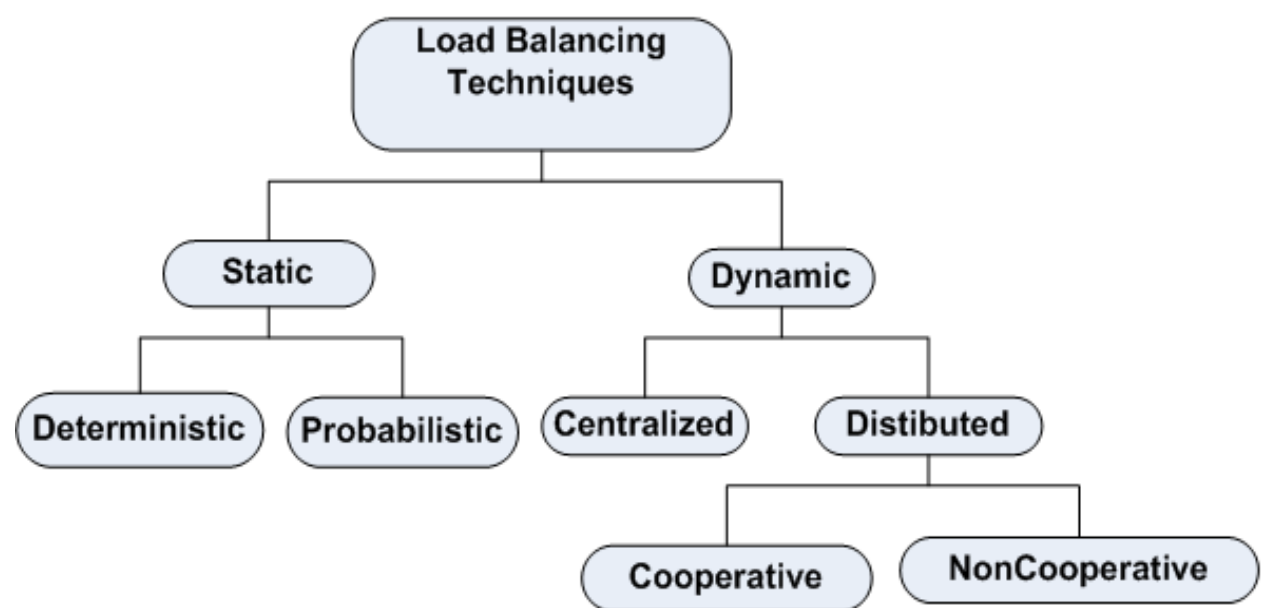 Load Balancing
Techniques
Static
Dynamic
Deterministic
Probabilistic
Centralized
Distibuted
Cooperative
NonCooperative